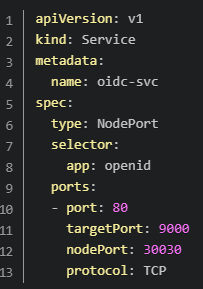 1 apiVersion: v1
2 kind: Service
3 metadata:
4   name: oidc-svc
5 spec:
6   type: NodePort
7   selector:
8     app: openid
9   ports:
10   - port: 80
11     targetPort: 9000
12     nodePort: 30030
13     protocol: TCP